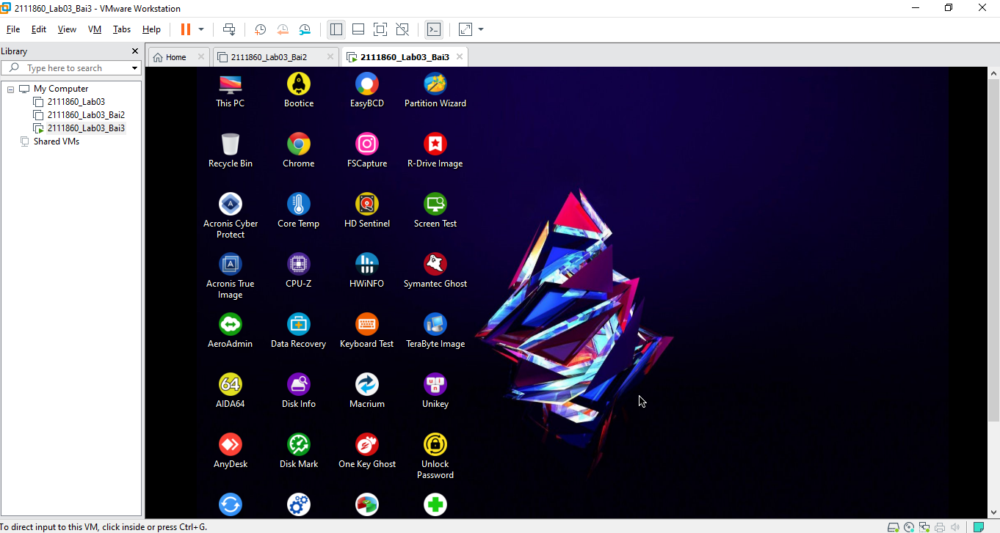 2111860_Lab03_Bai3 - VMware Workstation
File Edit View VM Tabs Help
Library
Type here to search
My Computer
2111860_Lab03
2111860_Lab03_Bai2
2111860_Lab03_Bai3
Shared VMs
Home 2111860_Lab03_Bai2 2111860_Lab03_Bai3
This PC Bootice EasyBCD Partition Wizard
Recycle Bin Chrome FSCapture R-Drive Image
Acronis Cyber Core Temp HD Sentinel Screen Test
Protect
Acronis True CPU-Z HWiNFO Symantec Ghost
Image
AeroAdmin Data Recovery Keyboard Test TeraByte Image
64
AIDA64 Disk Info Macrium Unikey
AnyDesk Disk Mark One Key Ghost Unlock
Password
To direct input to this VM, click inside or press Ctrl+G.